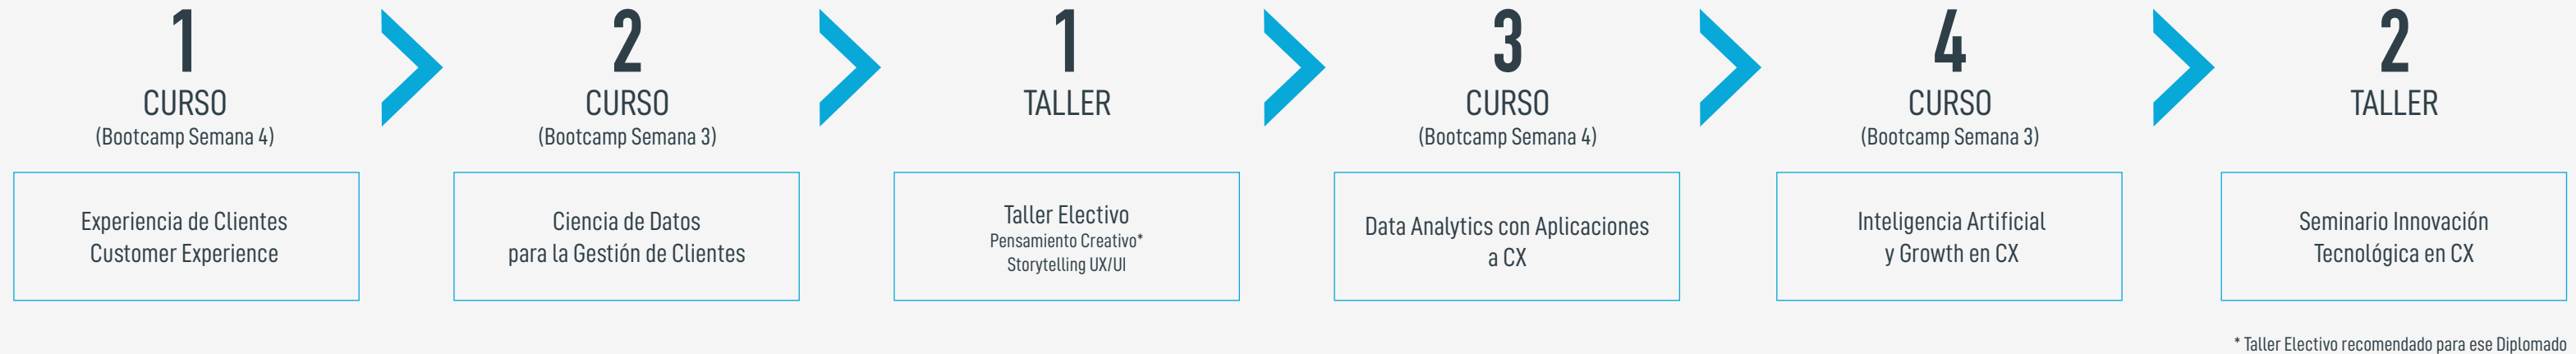 1
CURSO
(Bootcamp Semana 4)
Experiencia de Clientes
Customer Experience
2
CURSO
(Bootcamp Semana 3)
Ciencia de Datos
para la Gestión de Clientes
1
TALLER
Taller Electivo
Pensamiento Creativo*
Storytelling UX/UI
3
CURSO
(Bootcamp Semana 4)
Data Analytics con Aplicaciones
a CX
4
CURSO
(Bootcamp Semana 3)
Inteligencia Artificial
y Growth en CX
2
TALLER
Seminario Innovación
Tecnológica en CX
* Taller Electivo recomendado para ese Diplomado